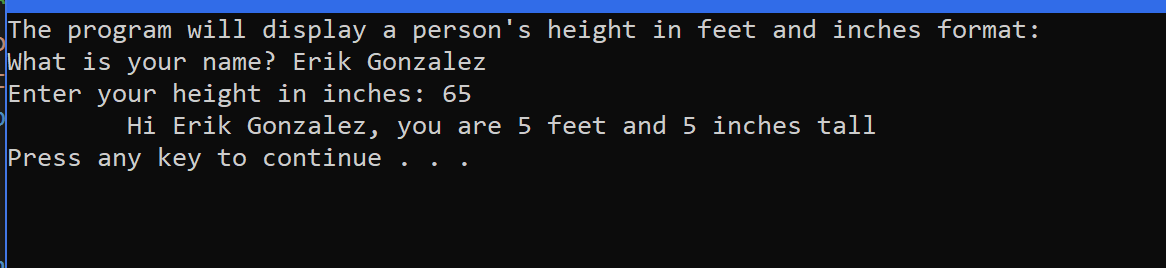 The program will display a person's height in feet and inches format:
What is your name? Erik Gonzalez
Enter your height in inches: 65
Hi Erik Gonzalez, you are 5 feet and 5 inches tall
Press any key to continue . . .